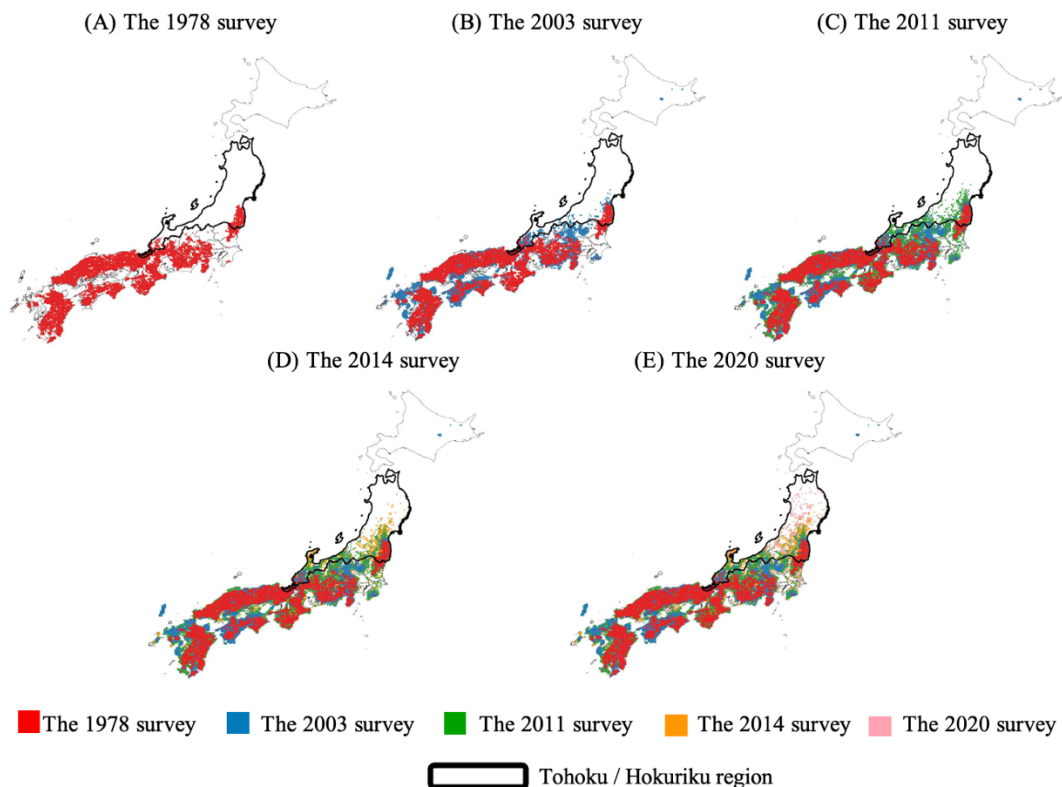 (A) The 1978 survey
(B) The 2003 survey
(C) The 2011 survey
(D) The 2014 survey
(E) The 2020 survey
The 1978 survey
The 2003 survey
The 2011 survey
The 2014 survey
The 2020 survey
Tohoku / Hokuriku region